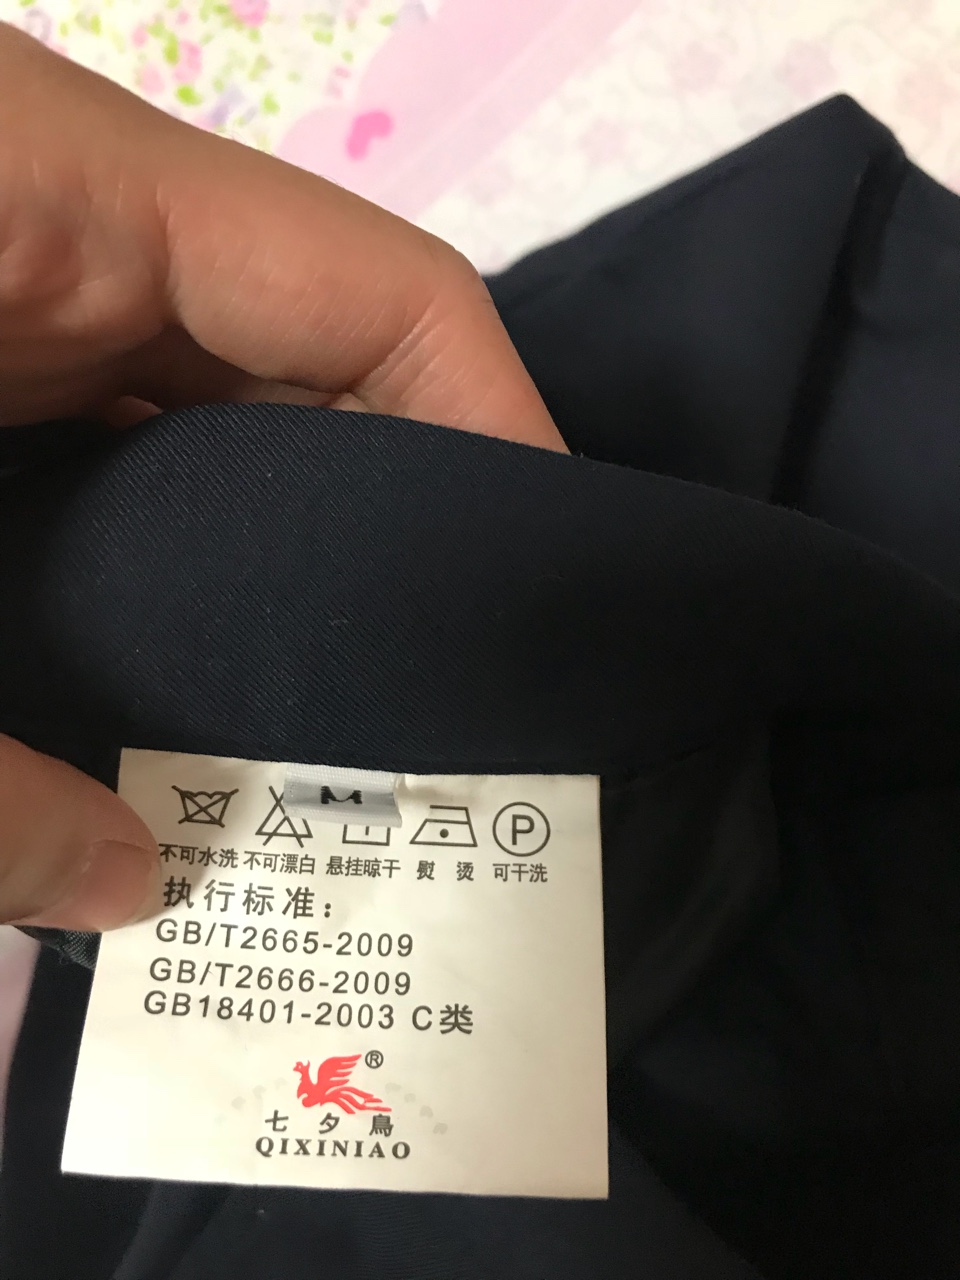 M
P
不可水洗 不可漂白 悬挂晾干 熨 烫 可干洗
执行标准：
GB/T2665-2009
GB/T2666-2009
GB18401-2003 C类
®
七夕鳥
QIXINIAO